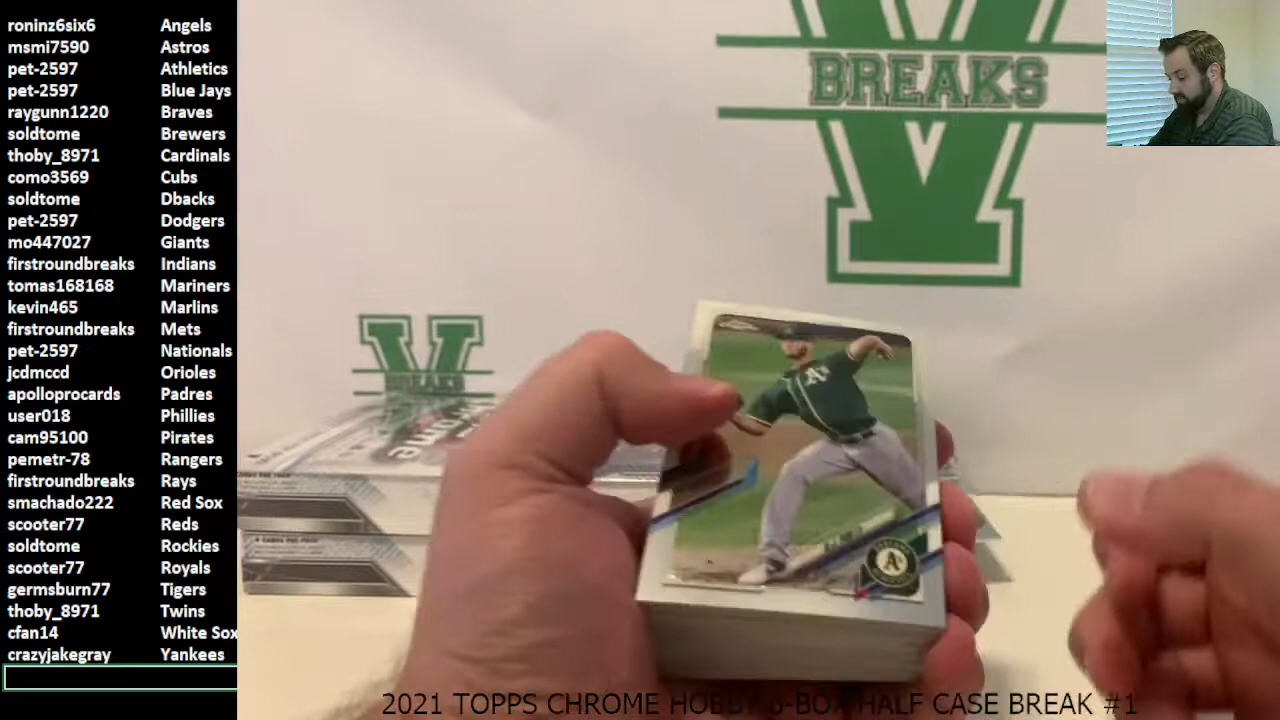 roninz6six6 Angels
msmi7590 Astros
pet-2597 Athletics
pet-2597 Blue Jays
raygunn1220 Braves
soldtome Brewers
thoby_8971 Cardinals
como3569 Cubs
soldtome Dbacks
pet-2597 Dodgers
mo447027 Giants
firstroundbreaks Indians
tomas168168 Mariners
kevin465 Marlins
firstroundbreaks Mets
pet-2597 Nationals
jcdmccd Orioles
apolloprocards Padres
user018 Phillies
cam95100 Pirates
pemetr-78 Rangers
firstroundbreaks Rays
smachado222 Red Sox
scooter77 Reds
soldtome Rockies
scooter77 Royals
germsburn77 Tigers
thoby_8971 Twins
cfan14 White Sox
crazyjakegray Yankees
V
BREAKS
V
BREAKS
A's
A's
2021 TOPPS CHROME HOBBY 6-BOX HALF CASE BREAK #1